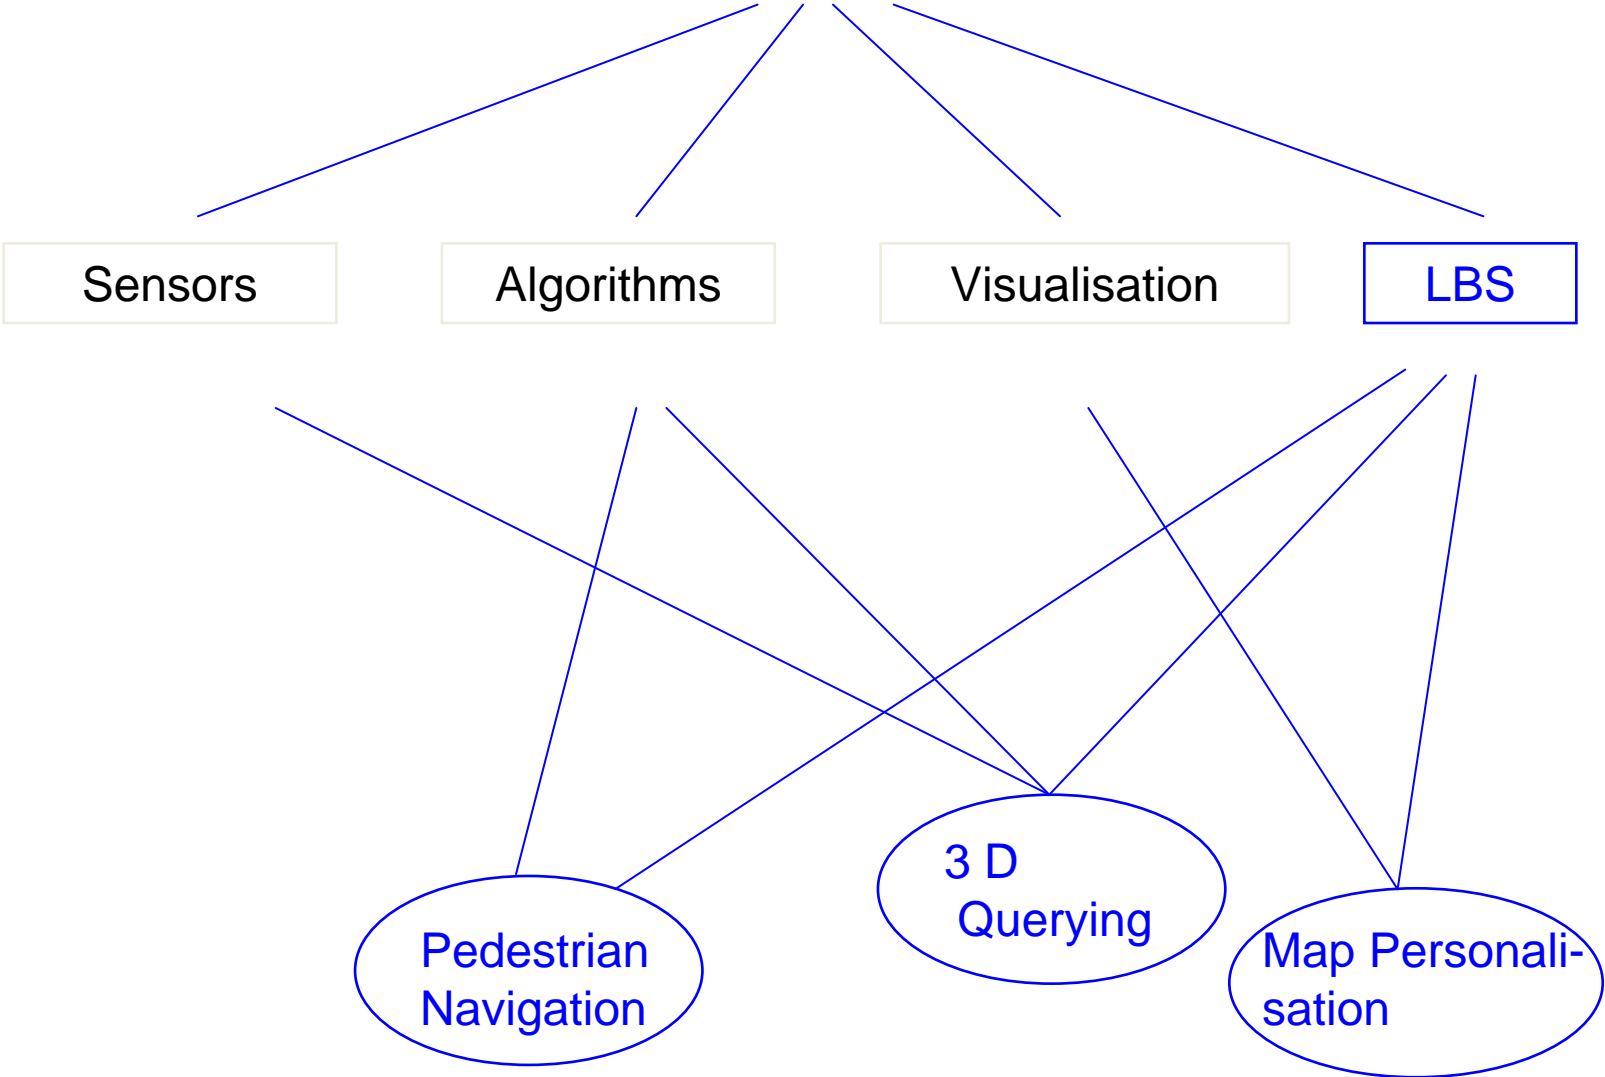 Sensors
Algorithms
Visualisation
LBS
3 D
Querying
Pedestrian
Navigation
Map Personali-
sation